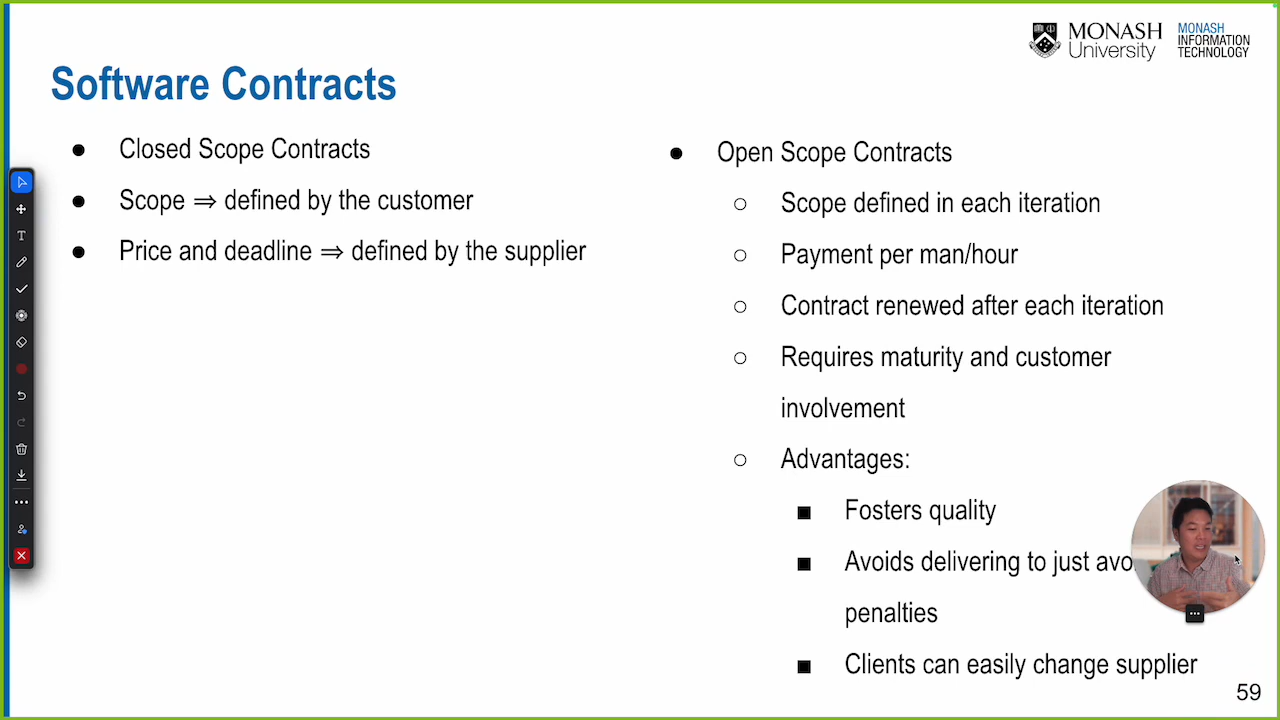 MONASH
University
MONASH
INFORMATION
TECHNOLOGY
Software Contracts
● Closed Scope Contracts
● Scope ⇒ defined by the customer
● Price and deadline ⇒ defined by the supplier
● Open Scope Contracts
○ Scope defined in each iteration
○ Payment per man/hour
○ Contract renewed after each iteration
○ Requires maturity and customer
involvement
○ Advantages:
■ Fosters quality
■ Avoids delivering to just
penalties
■ Clients can easily change supplier
59